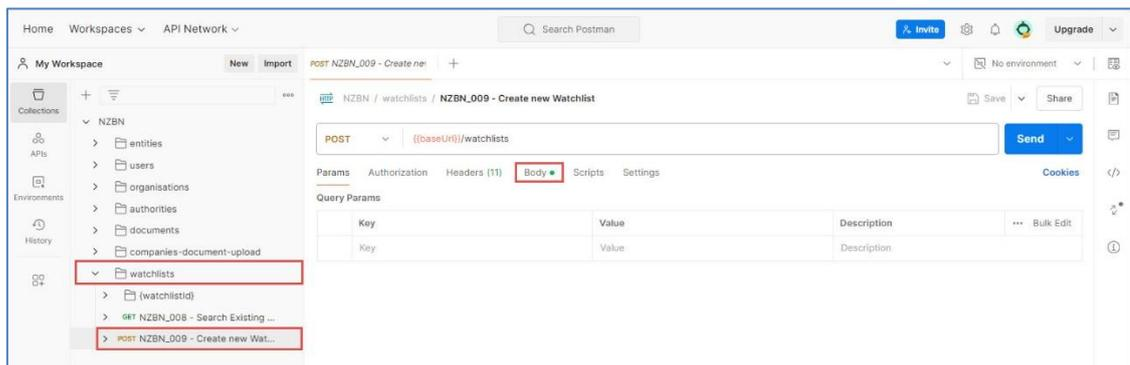 Home Workspaces API Network Search Postman Invite Upgrade
My Workspace New Import POST NZBN_009 - Create ne No environment
Collections
APIs
Environments
History
NZBN
entities
users
organisations
authorities
documents
companies-document-upload
watchlists
{watchlistId}
GET NZBN_008 - Search Existing ...
POST NZBN_009 - Create new Wat...
HTTP NZBN / watchlists / NZBN_009 - Create new Watchlist Save Share
POST {{baseUrl}}/watchlists Send
Params Authorization Headers (11) Body Scripts Settings Cookies
Query Params
Key Value Description Bulk Edit
Key Value Description